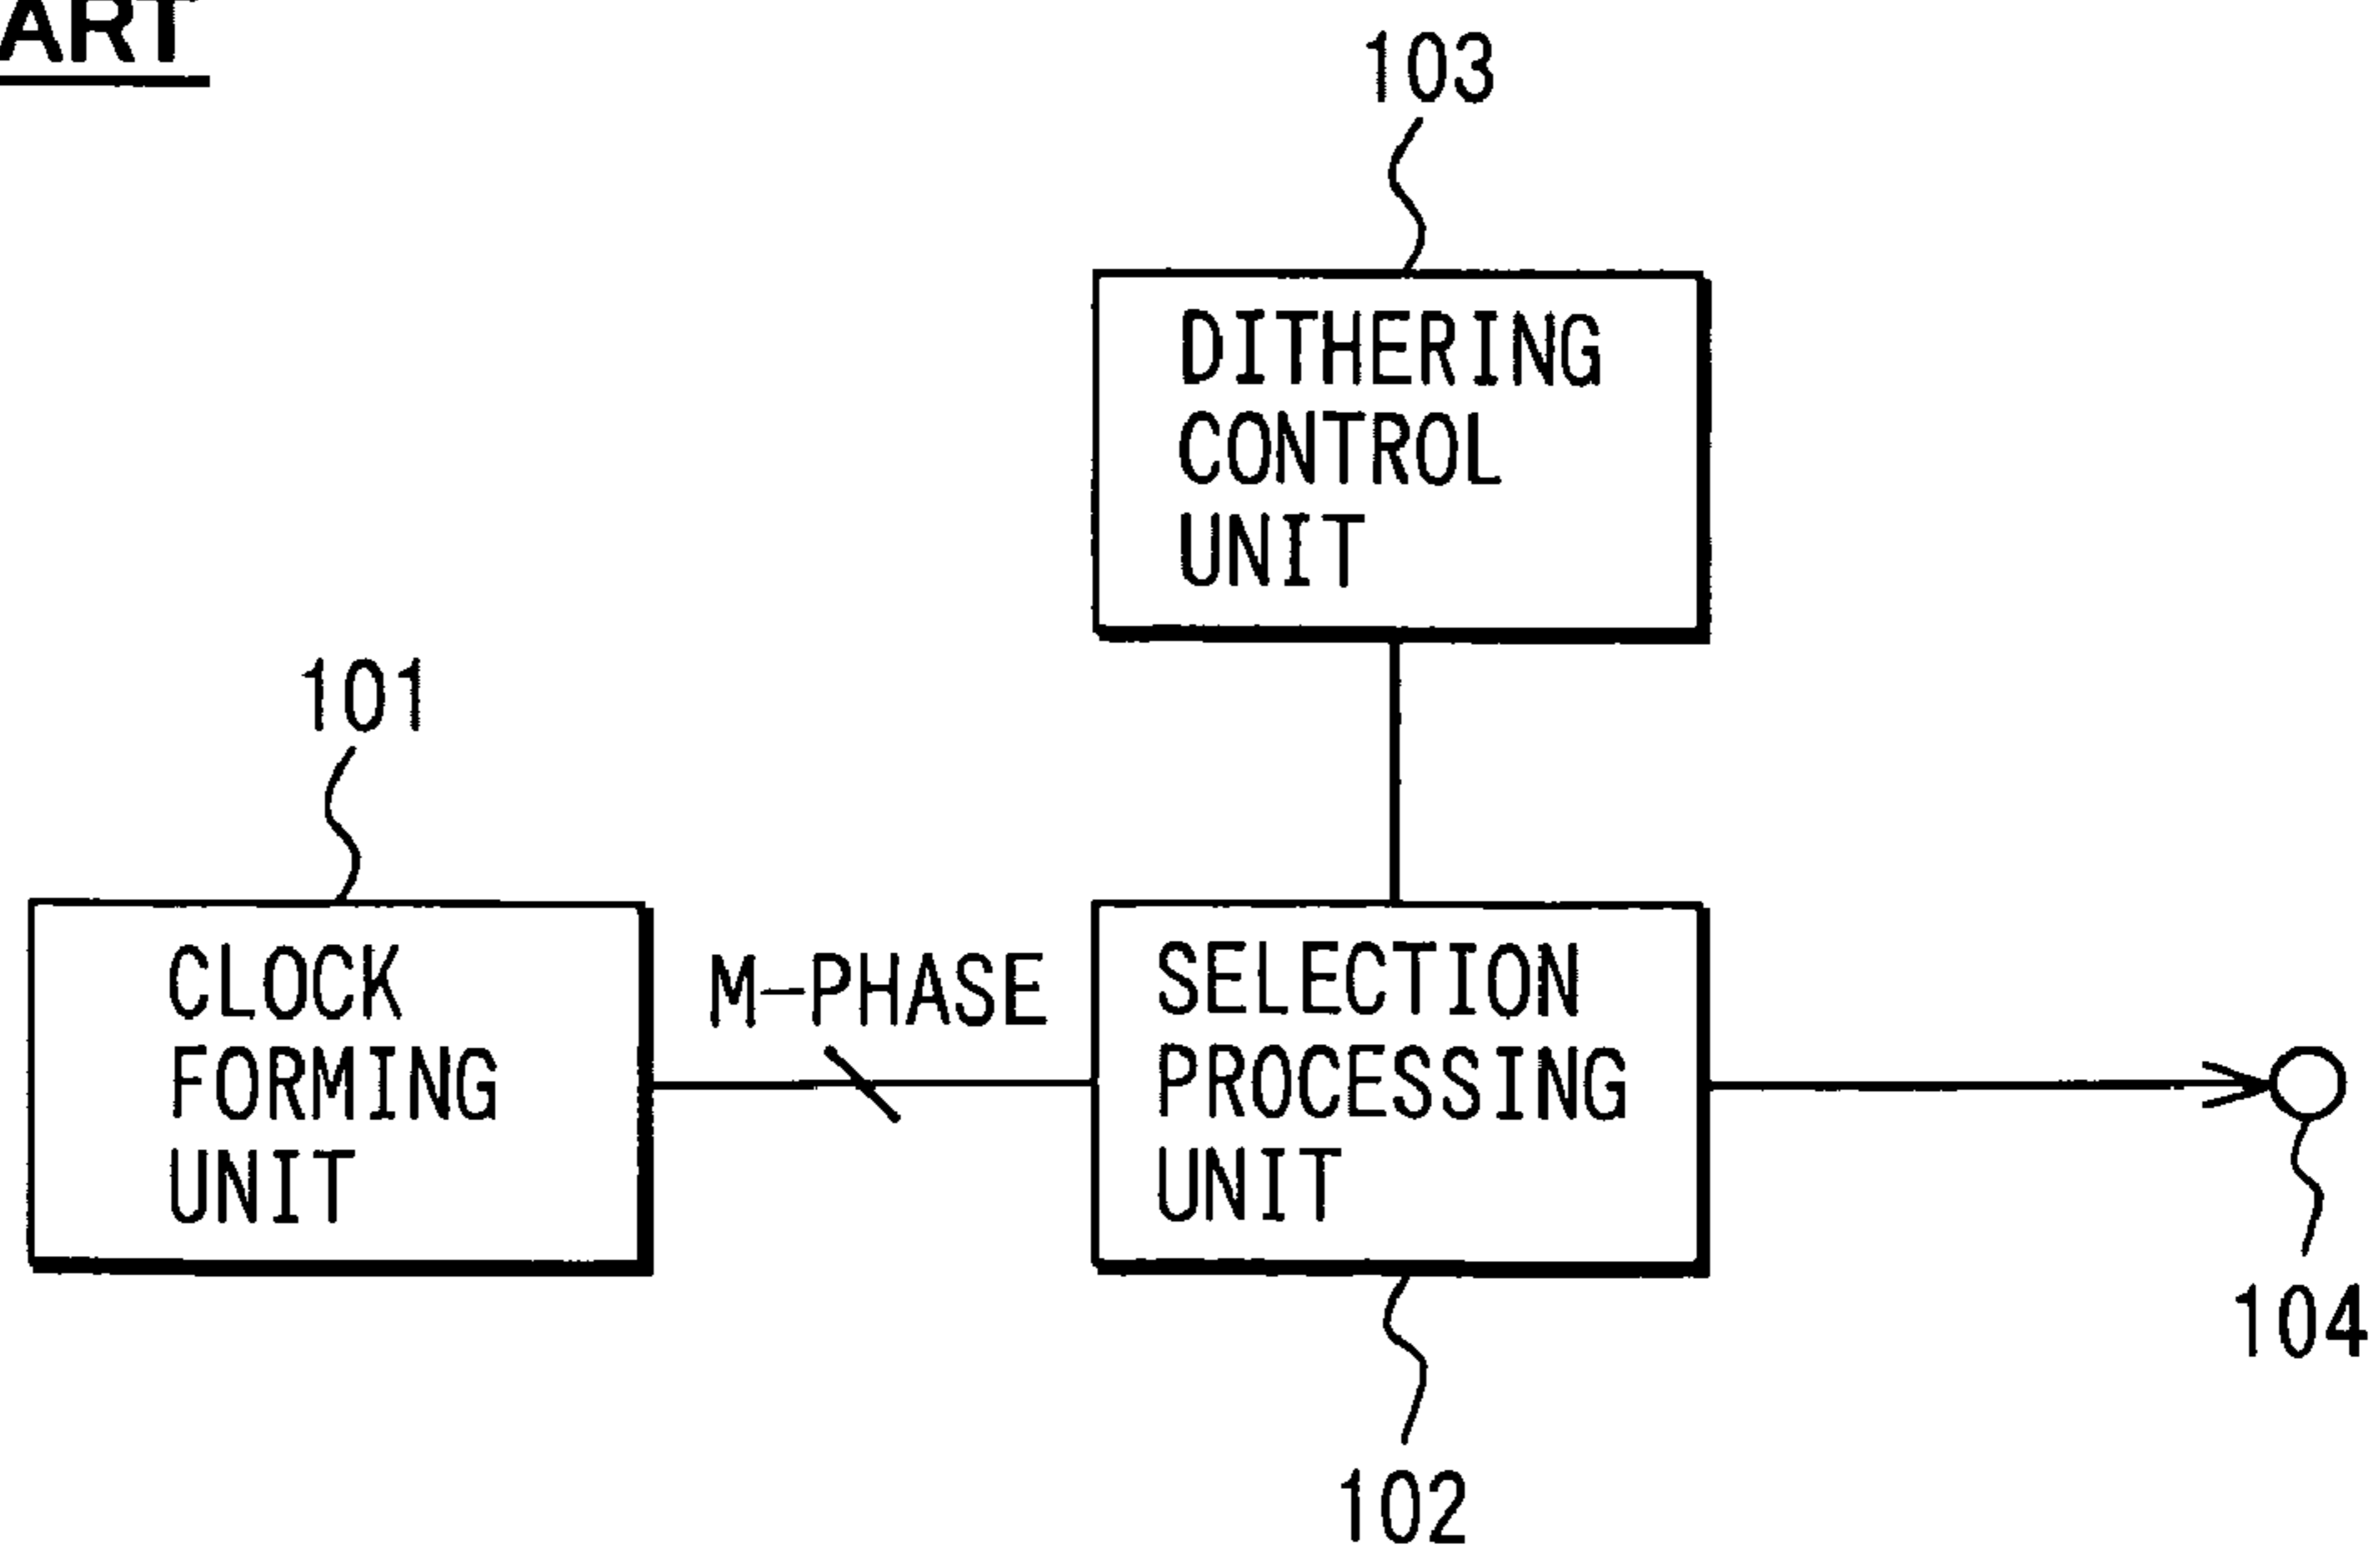 ART
103
DITHERING
CONTROL
UNIT
101
CLOCK
FORMING
UNIT
M-PHASE
SELECTION
PROCESSING
UNIT
104
102